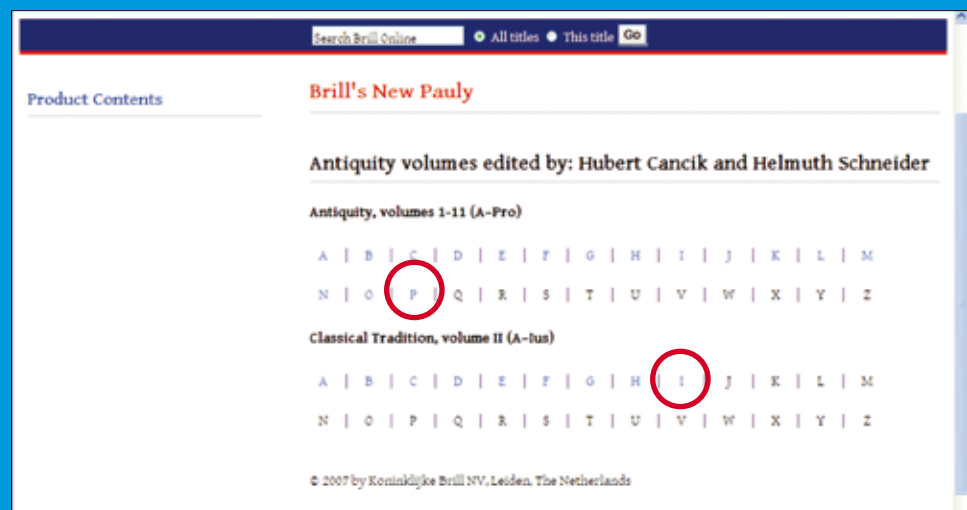 Search Brill Online All titles This title Go
Product Contents
Brill's New Pauly
Antiquity volumes edited by: Hubert Cancik and Helmuth Schneider
Antiquity, volumes 1-11 (A-Pro)
A | B | C | D | E | F | G | H | I | J | K | L | M
N | O | P | Q | R | S | T | U | V | W | X | Y | Z
Classical Tradition, volume II (A-Ius)
A | B | C | D | E | F | G | H | I | J | K | L | M
N | O | P | Q | R | S | T | U | V | W | X | Y | Z
© 2007 by Koninklijke Brill NV, Leiden, The Netherlands